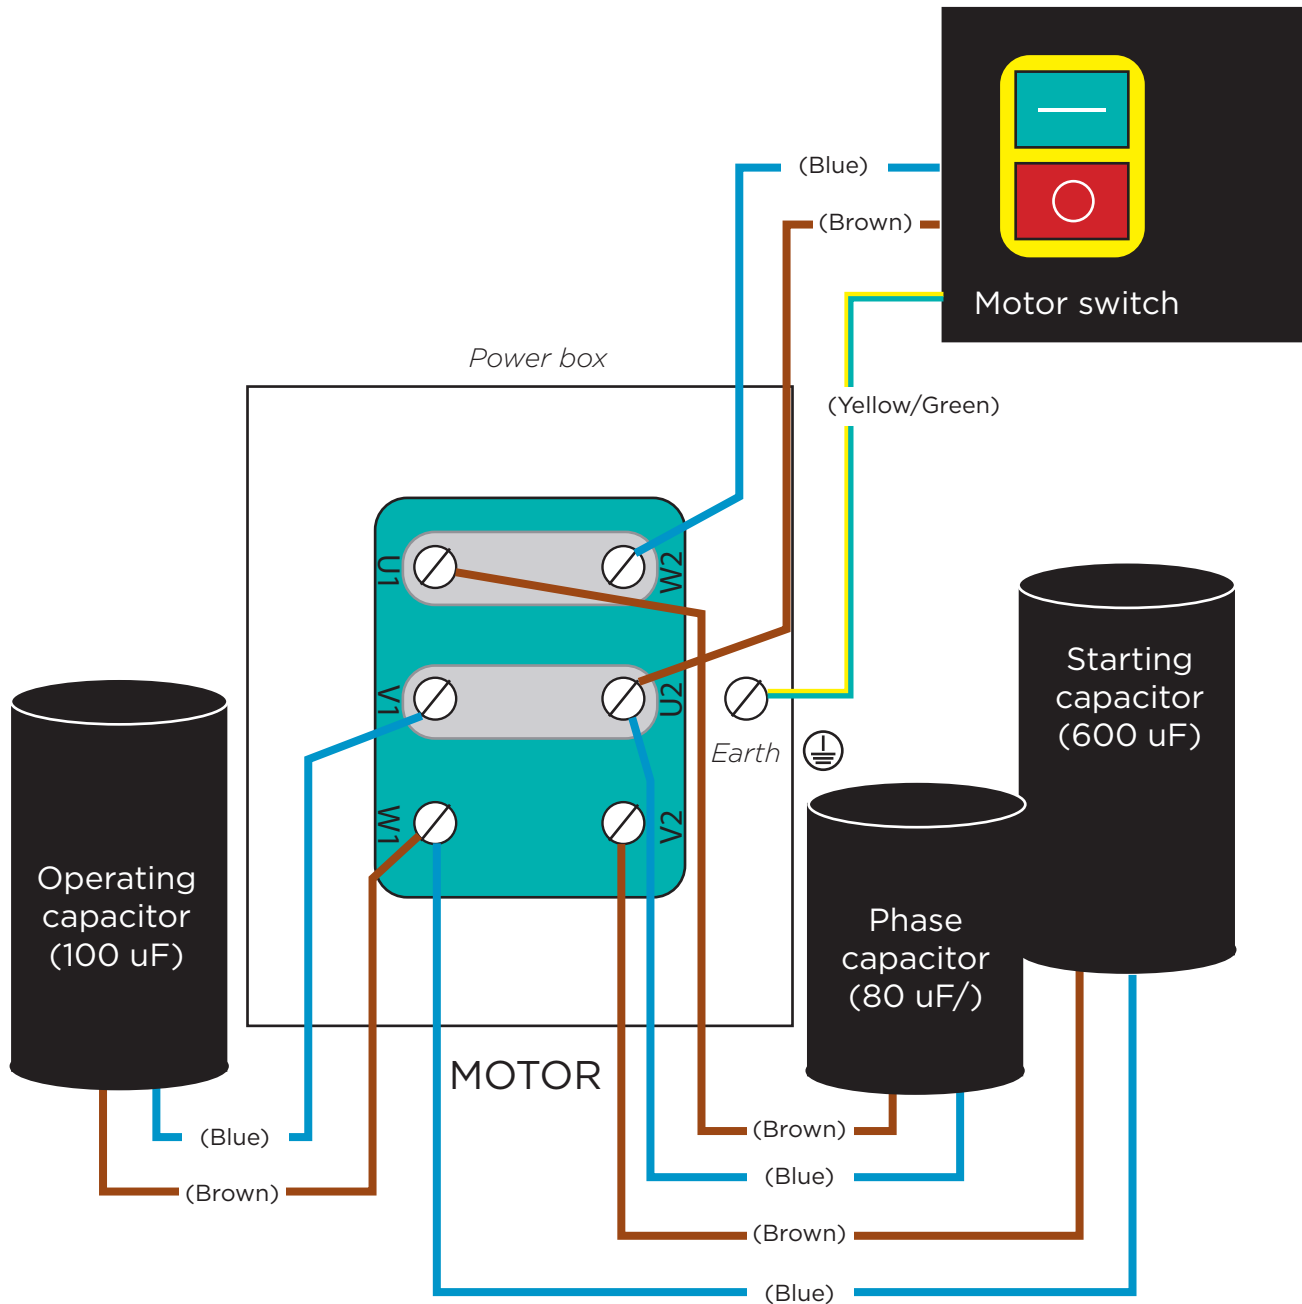 (Blue)
(Brown)
Motor switch
Power box
(Yellow/Green)
U1
W2
V1
U2
Earth
W1
V2
Starting
capacitor
(600 uF)
Operating
capacitor
(100 uF)
Phase
capacitor
(80 uF/)
MOTOR
(Blue)
(Brown)
(Brown)
(Blue)
(Brown)
(Blue)